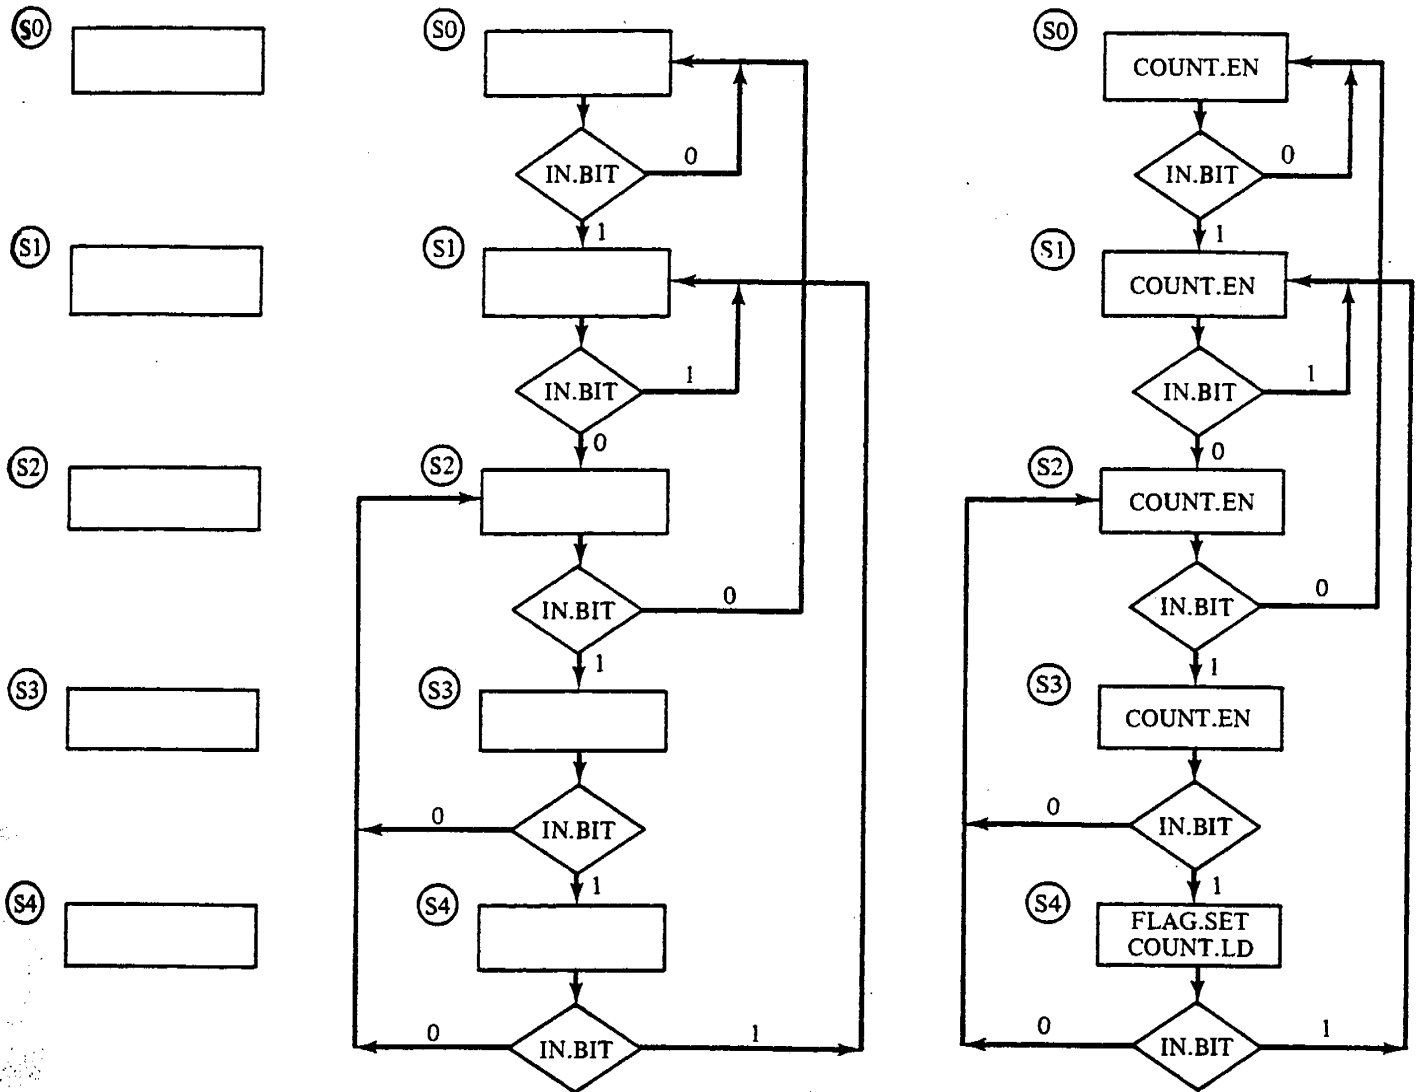 S0
S1
S2
S3
S4
S0
IN.BIT
0
1
S1
IN.BIT
1
0
S2
IN.BIT
0
1
S3
IN.BIT
0
1
S4
IN.BIT
0
1
S0
COUNT.EN
IN.BIT
0
1
S1
COUNT.EN
IN.BIT
1
0
S2
COUNT.EN
IN.BIT
0
1
S3
COUNT.EN
IN.BIT
0
1
S4
FLAG.SET
COUNT.LD
IN.BIT
0
1